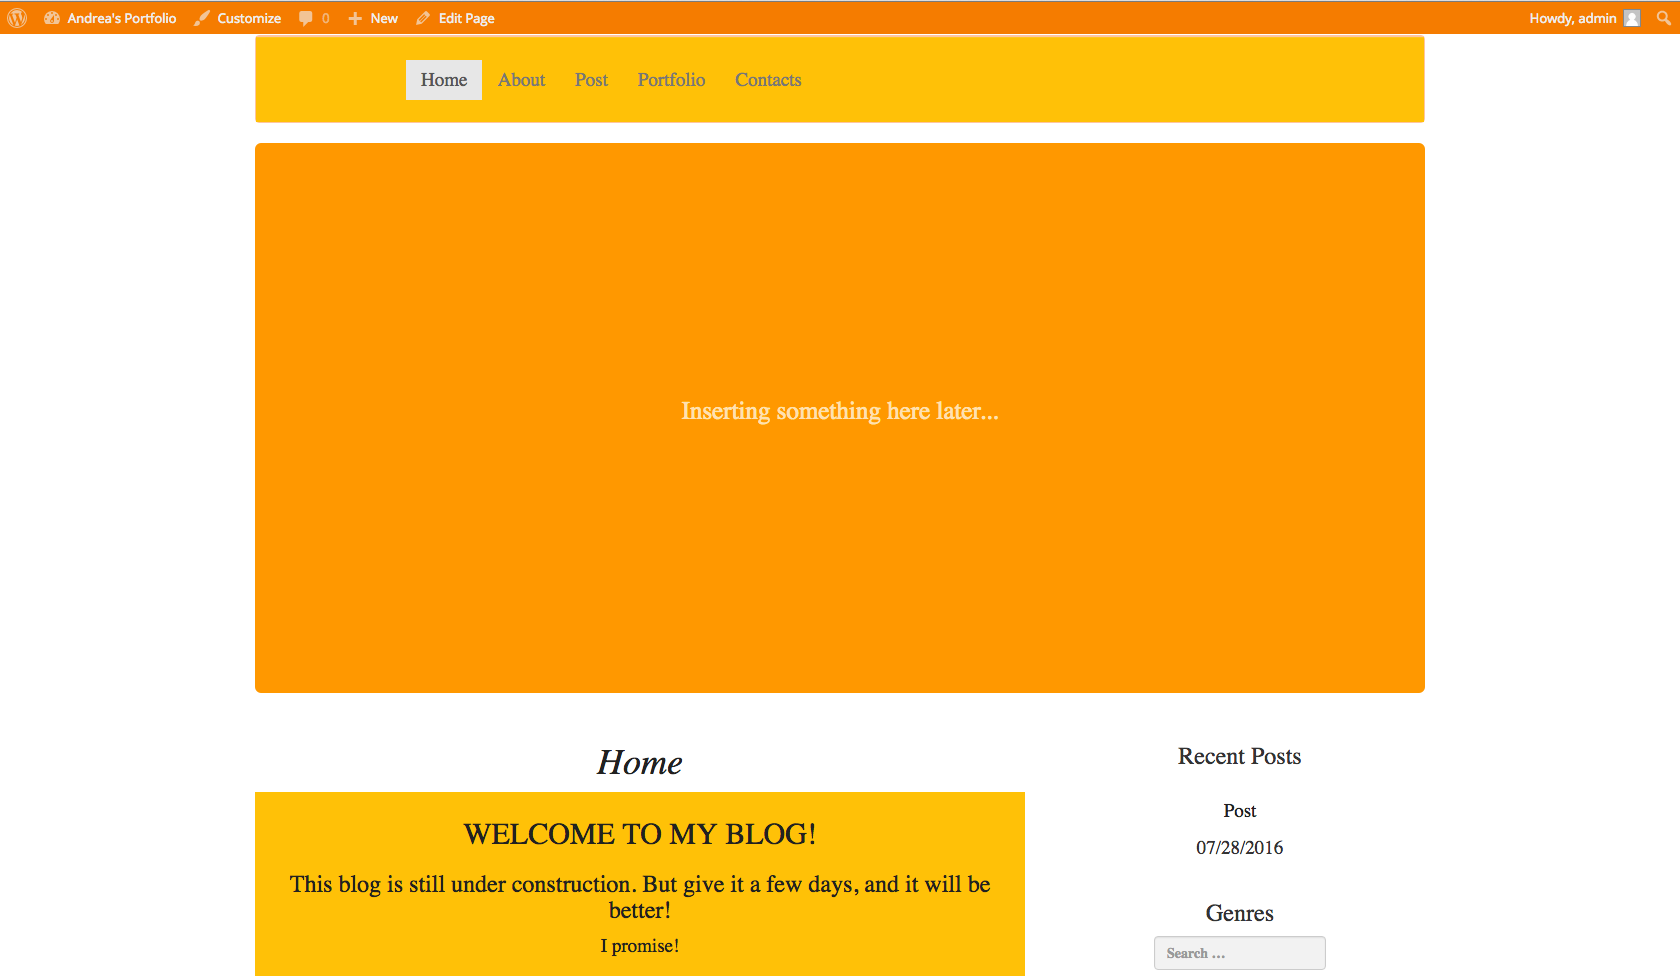 Andrea's Portfolio Customize 0 New Edit Page Howdy, admin
Home About Post Portfolio Contacts
Inserting something here later...
Home
WELCOME TO MY BLOG!
This blog is still under construction. But give it a few days, and it will be
better!
I promise!
Recent Posts
Post
07/28/2016
Genres
Search ...